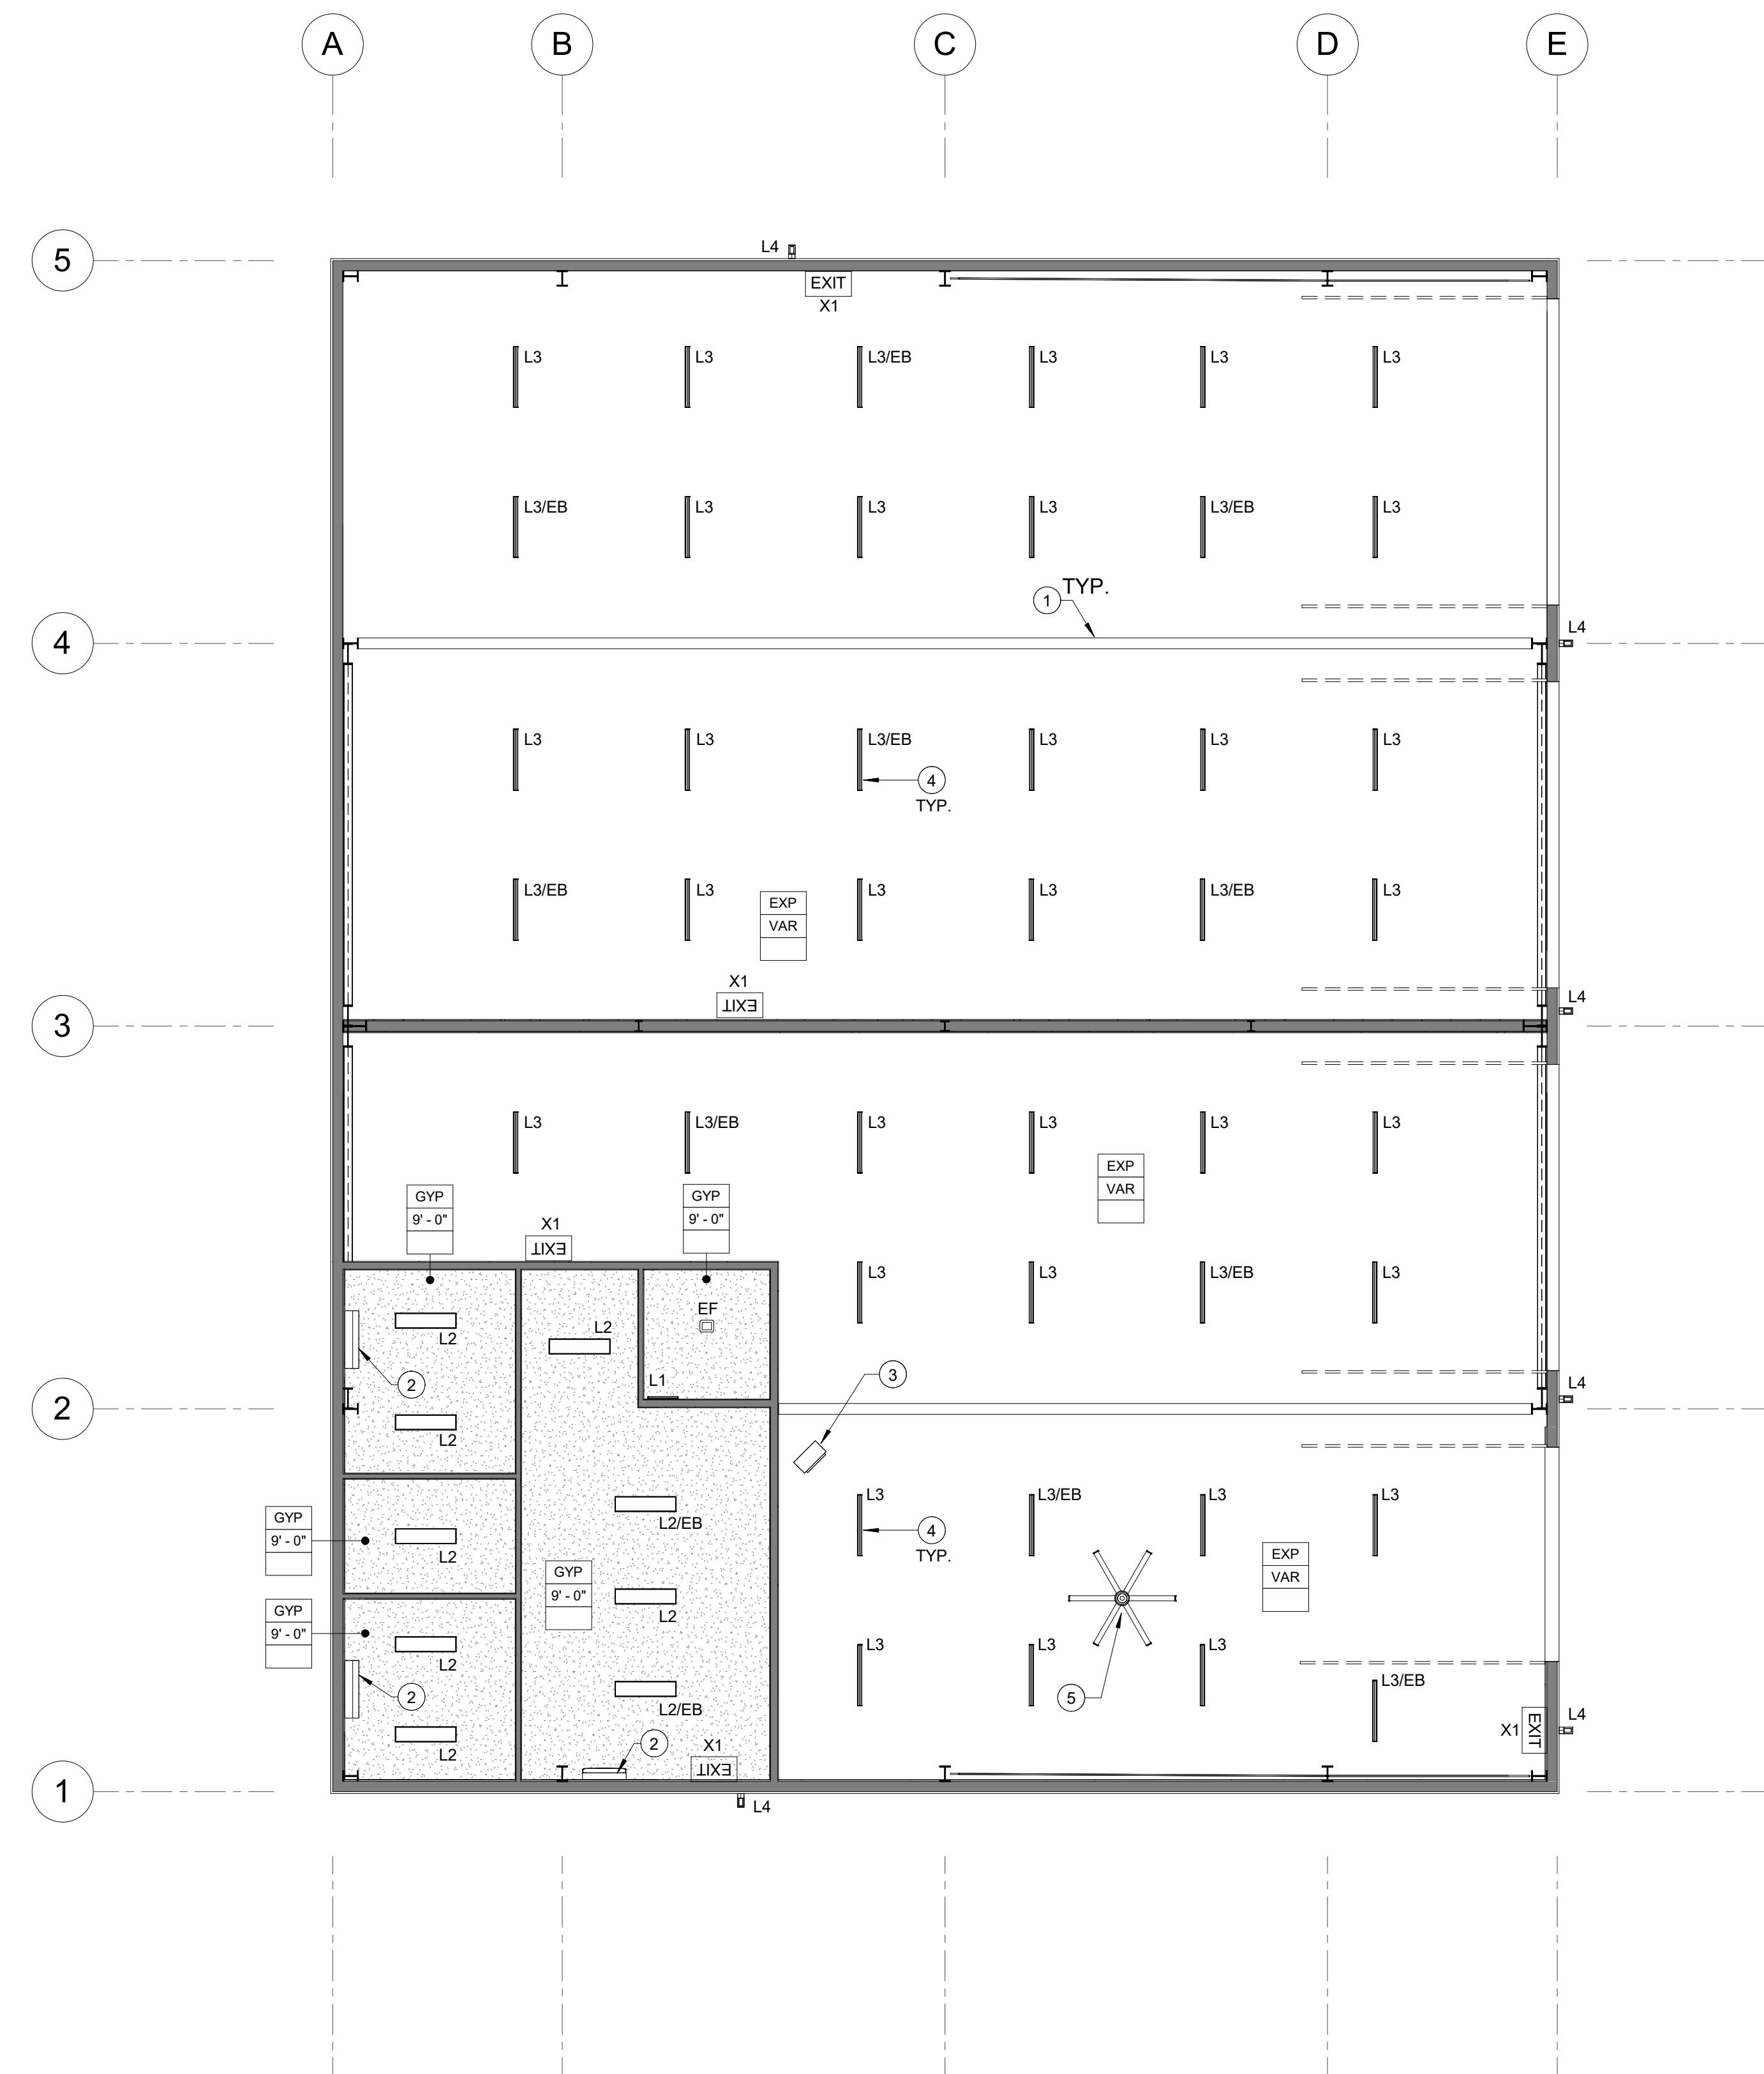 A B C D E
5
L4
EXIT
X1
L3 L3 L3/EB L3 L3 L3
L3/EB L3 L3 L3 L3/EB L3
1 TYP.
4
L4
L3 L3 L3/EB L3 L3 L3
4
TYP.
L3/EB L3 L3 L3 L3/EB L3
EXP
VAR
X1
EXIT
L4
3
L3 L3/EB L3 L3 L3 L3
EXP
VAR
GYP
9' - 0"
GYP
9' - 0"
X1
EXIT
L3 L3 L3/EB L3
EF
L2
L2
L1
2
3
L4
2
L2
L3 L3/EB L3 L3
GYP
9' - 0"
L2/EB
L2
4
TYP.
EXP
VAR
GYP
9' - 0"
GYP
9' - 0"
L2
L2
L3 L3 L3
L3/EB
2
5
L2/EB
L2
2
X1
EXIT
X1
EXIT
L4
1
L4